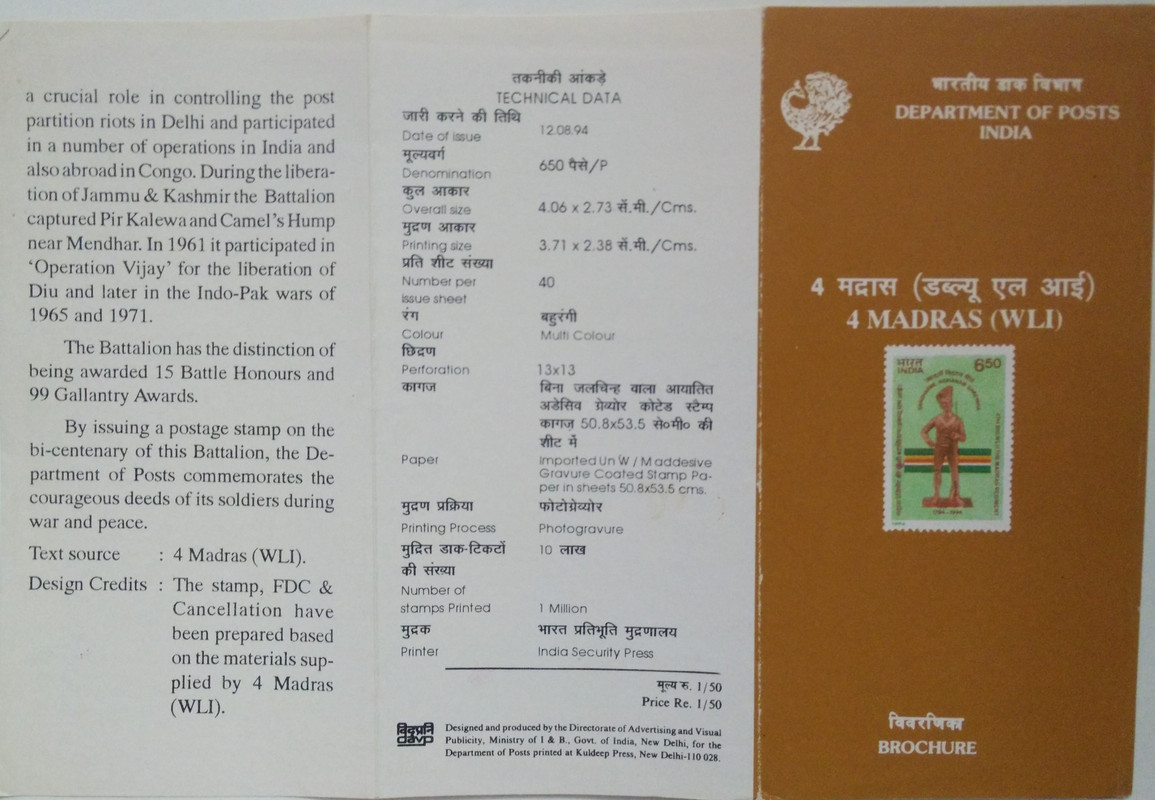 a crucial role in controlling the post
partition riots in Delhi and participated
in a number of operations in India and
also abroad in Congo. During the libera-
tion of Jammu & Kashmir the Battalion
captured Pir Kalewa and Camel's Hump
near Mendhar. In 1961 it participated in
'Operation Vijay' for the liberation of
Diu and later in the Indo-Pak wars of
1965 and 1971.
The Battalion has the distinction of
being awarded 15 Battle Honours and
99 Gallantry Awards.
By issuing a postage stamp on the
bi-centenary of this Battalion, the De-
partment of Posts commemorates the
courageous deeds of its soldiers during
war and peace.
Text source : 4 Madras (WLI).
Design Credits : The stamp, FDC &
Cancellation have
been prepared based
on the materials sup-
plied by 4 Madras
(WLI).
तकनीकी आंकड़े
TECHNICAL DATA
जारी करने की तिथि
Date of issue 12.08.94
मूल्यवर्ग
Denomination 650 पैसे/P
कुल आकार
Overall size 4.06 x 2.73 सें.मी./Cms.
मुद्रण आकार
Printing size 3.71 x 2.38 सें.मी./Cms.
प्रति शीट संख्या
Number per 40
issue sheet
रंग बहुरंगी
Colour Multi Colour
छिद्रण
Perforation 13x13
कागज बिना जलचिन्ह वाला आयातित
अडेसिव ग्रेव्योर कोटेड स्टैम्प
कागज़ 50.8x53.5 से०मी० की
शीट में
Paper Imported Un W / M addesive
Gravure Coated Stamp Pa-
per in sheets 50.8x53.5 cms.
मुद्रण प्रक्रिया फोटोग्रेव्योर
Printing Process Photogravure
मुद्रित डाक-टिकटों 10 लाख
की संख्या
Number of
stamps Printed 1 Million
मुद्रक भारत प्रतिभूति मुद्रणालय
Printer India Security Press
मूल्य रु. 1/50
Price Re. 1/50
davp
Designed and produced by the Directorate of Advertising and Visual
Publicity, Ministry of I & B., Govt. of India, New Delhi, for the
Department of Posts printed at Kuldeep Press, New Delhi-110 028.
भारतीय डाक विभाग
DEPARTMENT OF POSTS
INDIA
4 मद्रास (डब्ल्यू एल आई)
4 MADRAS (WLI)
भारत
INDIA
650
1794-1994
विवरणिका
BROCHURE